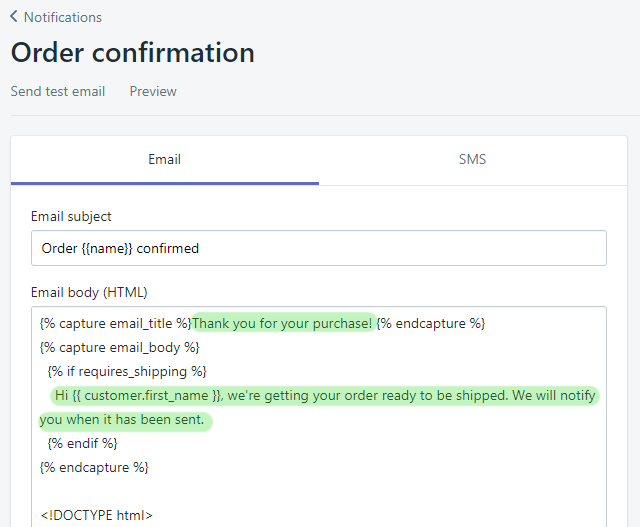 Notifications
Order confirmation
Send test email Preview
Email SMS
Email subject
Order {{name}} confirmed
Email body (HTML)
{% capture email_title %}Thank you for your purchase! {% endcapture %}
{% capture email_body %}
{% if requires_shipping %}
Hi {{ customer.first_name }}, we're getting your order ready to be shipped. We will notify
you when it has been sent.
{% endif %}
{% endcapture %}
<!DOCTYPE html>